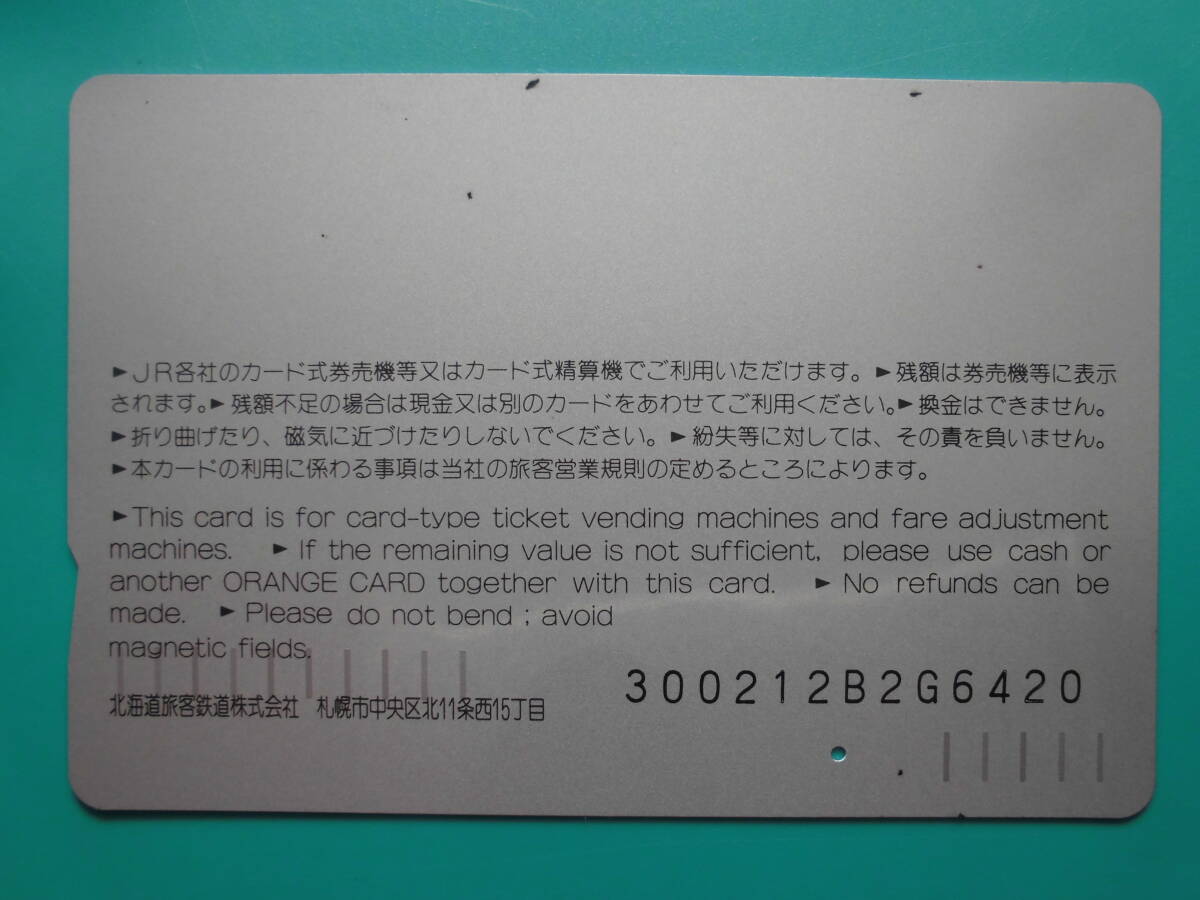 ►JR各社のカード式券売機等又はカード式精算機でご利用いただけます。►残額は券売機等に表示
されます。►残額不足の場合は現金又は別のカードをあわせてご利用ください。►換金はできません。
►折り曲げたり、磁気に近づけたりしないでください。►紛失等に対しては、その責を負いません。
►本カードの利用に係わる事項は当社の旅客営業規則の定めるところによります。
►This card is for card-type ticket vending machines and fare adjustment
machines. ►If the remaining value is not sufficient, please use cash or
another ORANGE CARD together with this card. ►No refunds can be
made. ►Please do not bend ; avoid
magnetic fields.
北海道旅客鉄道株式会社 札幌市中央区北11条西15丁目
300212B2G6420